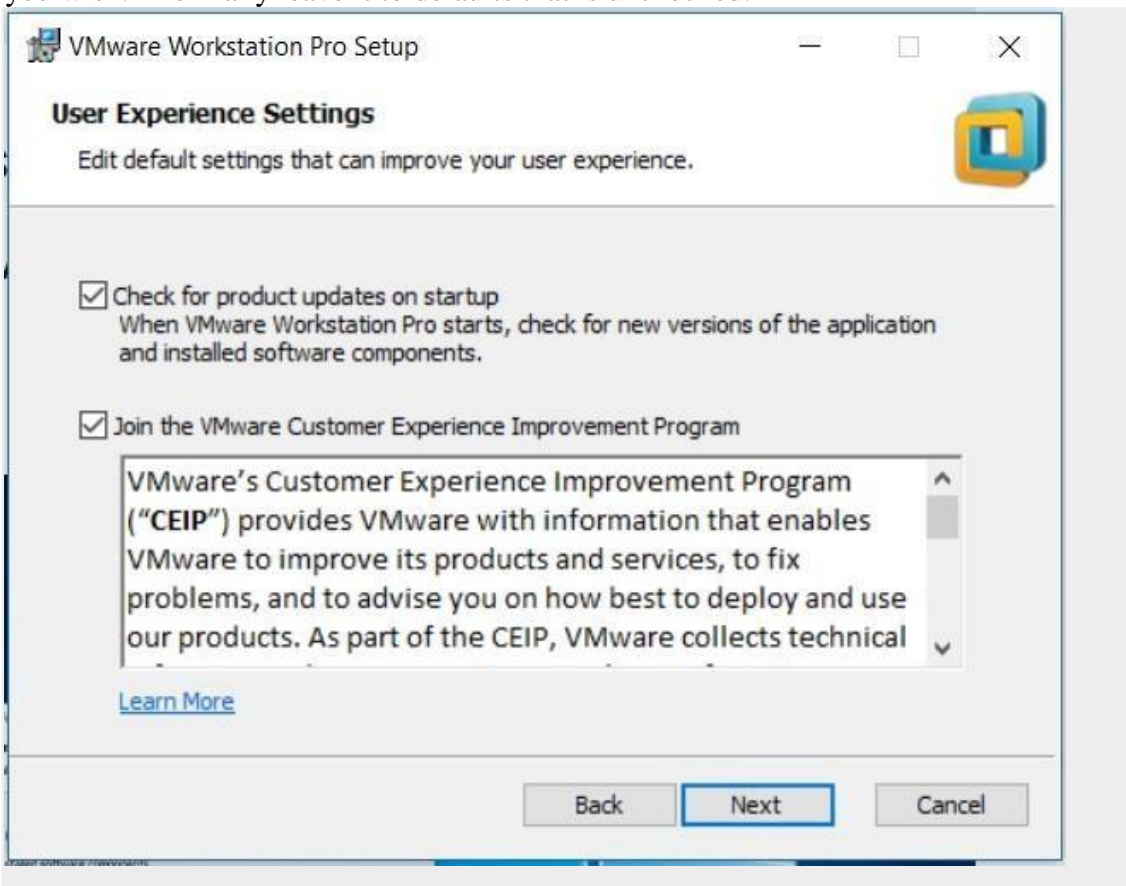 VMware Workstation Pro Setup
User Experience Settings
Edit default settings that can improve your user experience.
Check for product updates on startup
When VMware Workstation Pro starts, check for new versions of the application
and installed software components.
Join the VMware Customer Experience Improvement Program
VMware’s Customer Experience Improvement Program
(“CEIP”) provides VMware with information that enables
VMware to improve its products and services, to fix
problems, and to advise you on how best to deploy and use
our products. As part of the CEIP, VMware collects technical
Learn More
Back Next Cancel
software components